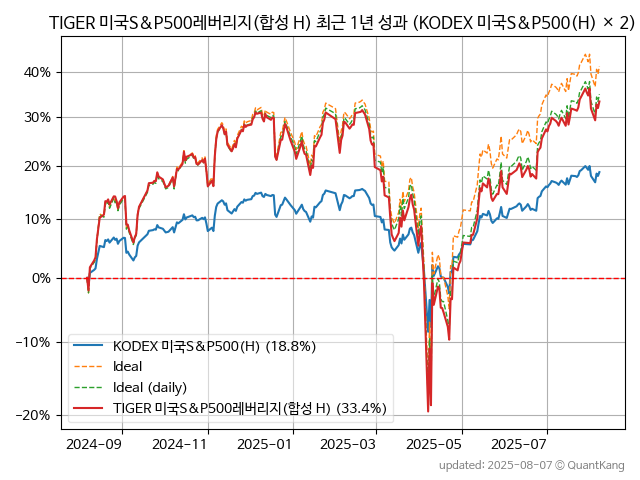 TIGER 미국S&P500레버리지(합성 H) 최근 1년 성과 (KODEX 미국S&P500(H) × 2)
40%
30%
20%
10%
0%
−10%
−20%
KODEX 미국S&P500(H) (18.8%)
Ideal
Ideal (daily)
TIGER 미국S&P500레버리지(합성 H) (33.4%)
2024-09 2024-11 2025-01 2025-03 2025-05 2025-07
updated: 2025-08-07 © QuantKang